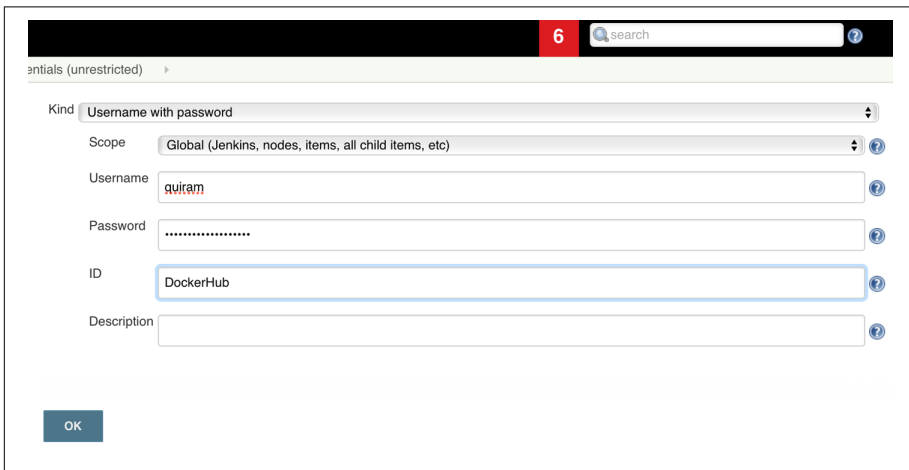 6 search
entials (unrestricted)
Kind Username with password
Scope Global (Jenkins, nodes, items, all child items, etc)
Username quiram
Password •••••••••••••••••••
ID DockerHub
Description
OK